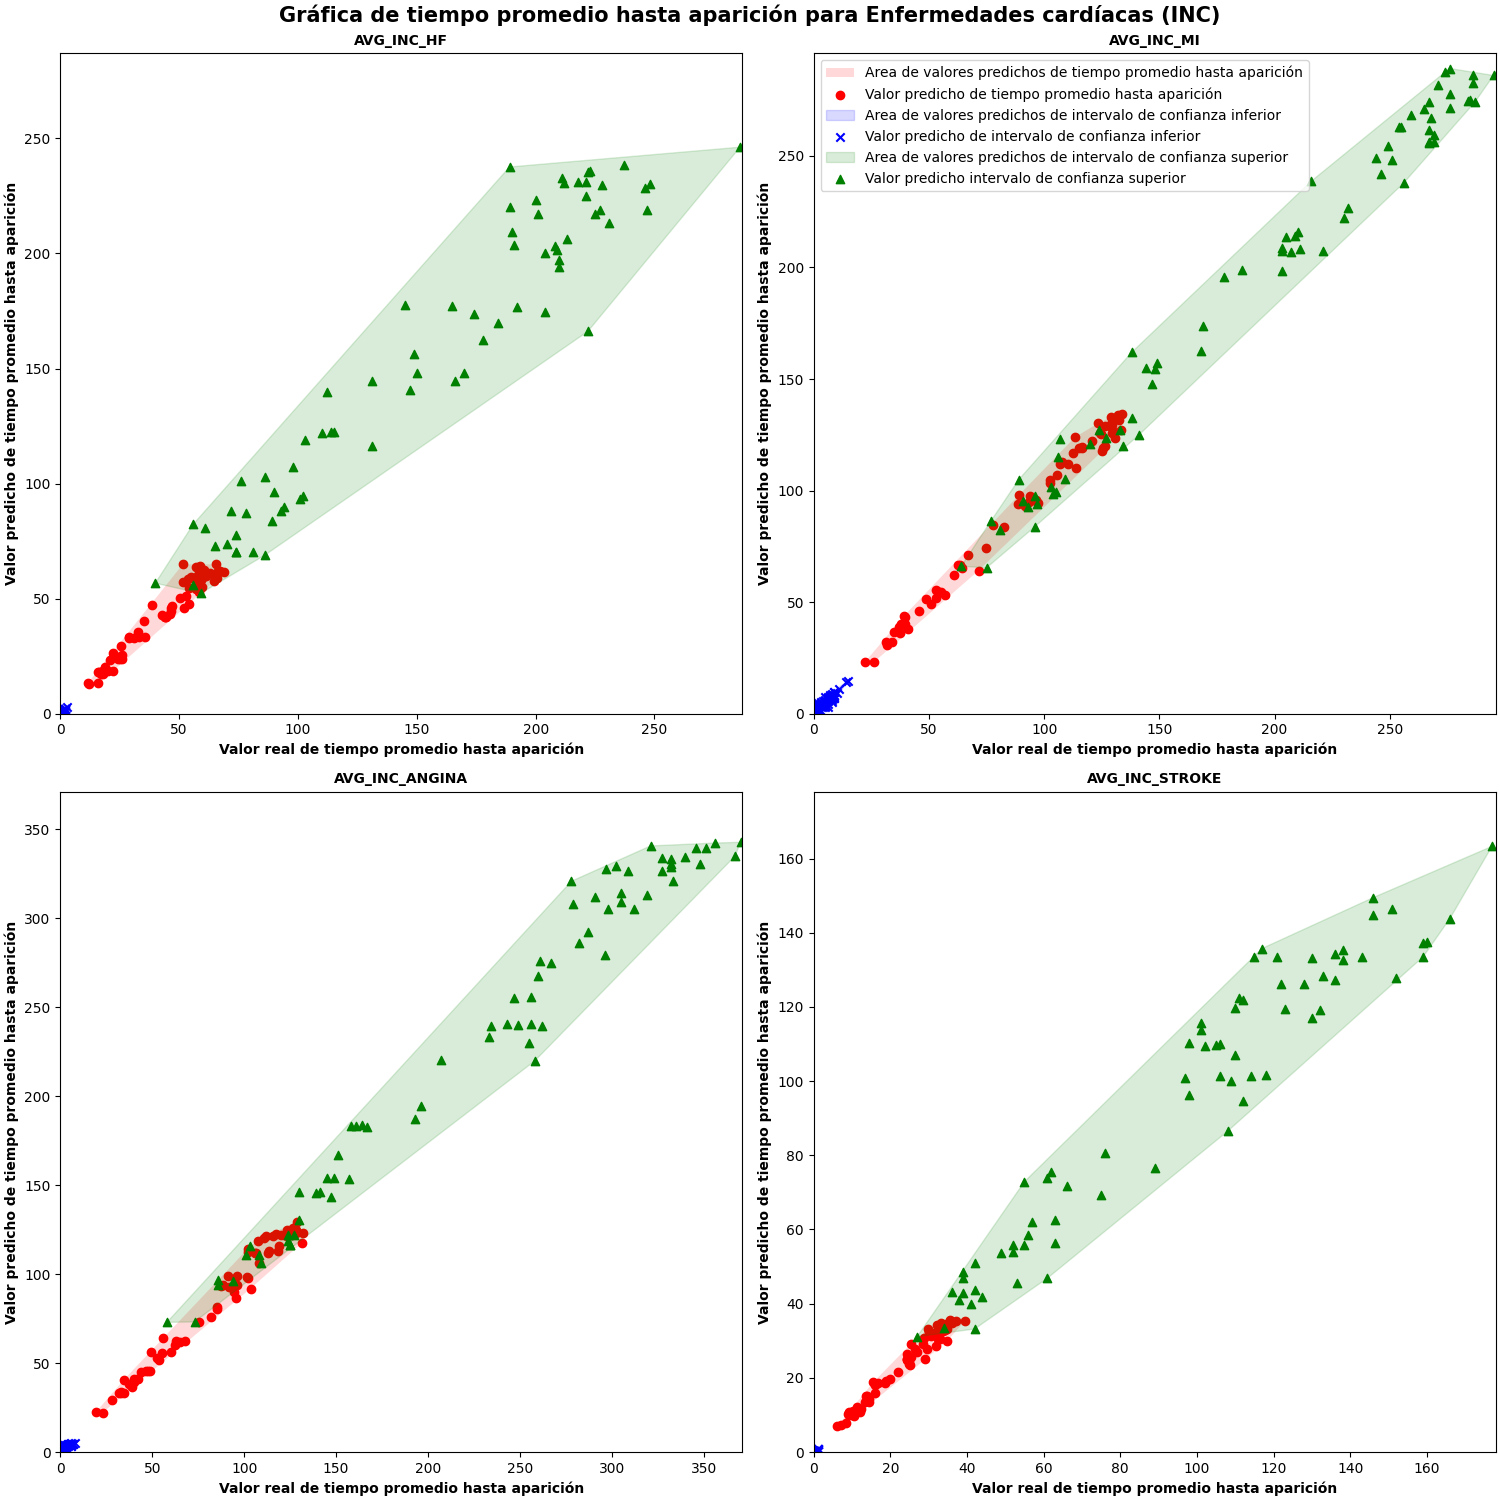 Gráfica de tiempo promedio hasta aparición para Enfermedades cardíacas (INC)
AVG_INC_HF
Valor predicho de tiempo promedio hasta aparición
250
200
150
100
50
0
0 50 100 150 200 250
Valor real de tiempo promedio hasta aparición
AVG_INC_MI
Area de valores predichos de tiempo promedio hasta aparición
Valor predicho de tiempo promedio hasta aparición
Area de valores predichos de intervalo de confianza inferior
Valor predicho de intervalo de confianza inferior
Area de valores predichos de intervalo de confianza superior
Valor predicho intervalo de confianza superior
Valor predicho de tiempo promedio hasta aparición
250
200
150
100
50
0
0 50 100 150 200 250
Valor real de tiempo promedio hasta aparición
AVG_INC_ANGINA
Valor predicho de tiempo promedio hasta aparición
350
300
250
200
150
100
50
0
0 50 100 150 200 250 300 350
Valor real de tiempo promedio hasta aparición
AVG_INC_STROKE
Valor predicho de tiempo promedio hasta aparición
160
140
120
100
80
60
40
20
0
0 20 40 60 80 100 120 140 160
Valor real de tiempo promedio hasta aparición